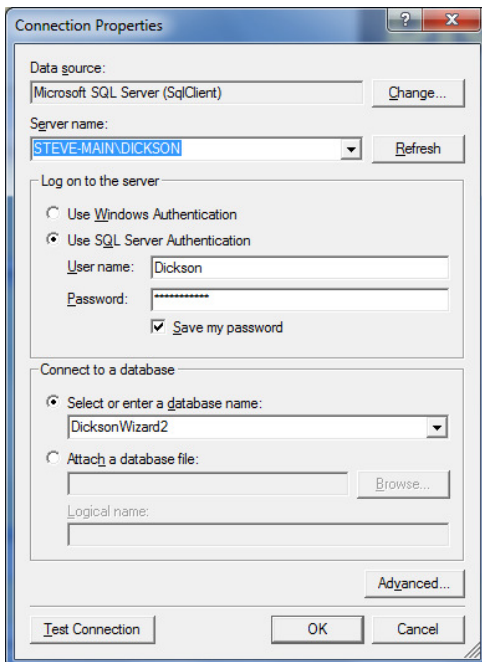 Connection Properties
?
Data source:
Microsoft SQL Server (SqlClient)
Change...
Server name:
STEVE-MAIN\DICKSON
Refresh
Log on to the server
Use Windows Authentication
Use SQL Server Authentication
User name: Dickson
Password: ***********
Save my password
Connect to a database
Select or enter a database name:
DicksonWizard2
Attach a database file:
Browse...
Logical name:
Advanced...
Test Connection OK Cancel